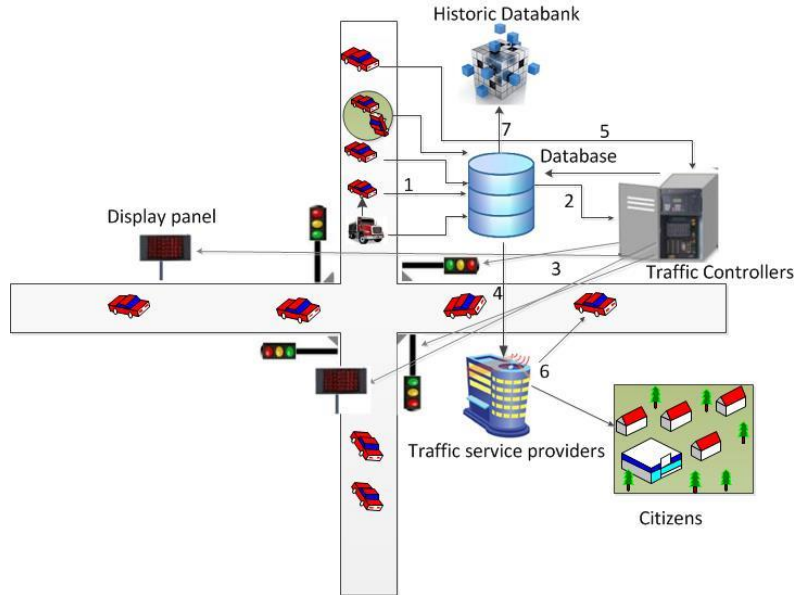 Historic Databank
7
5
Database
1
2
Display panel
3
Traffic Controllers
4
6
Traffic service providers
Citizens